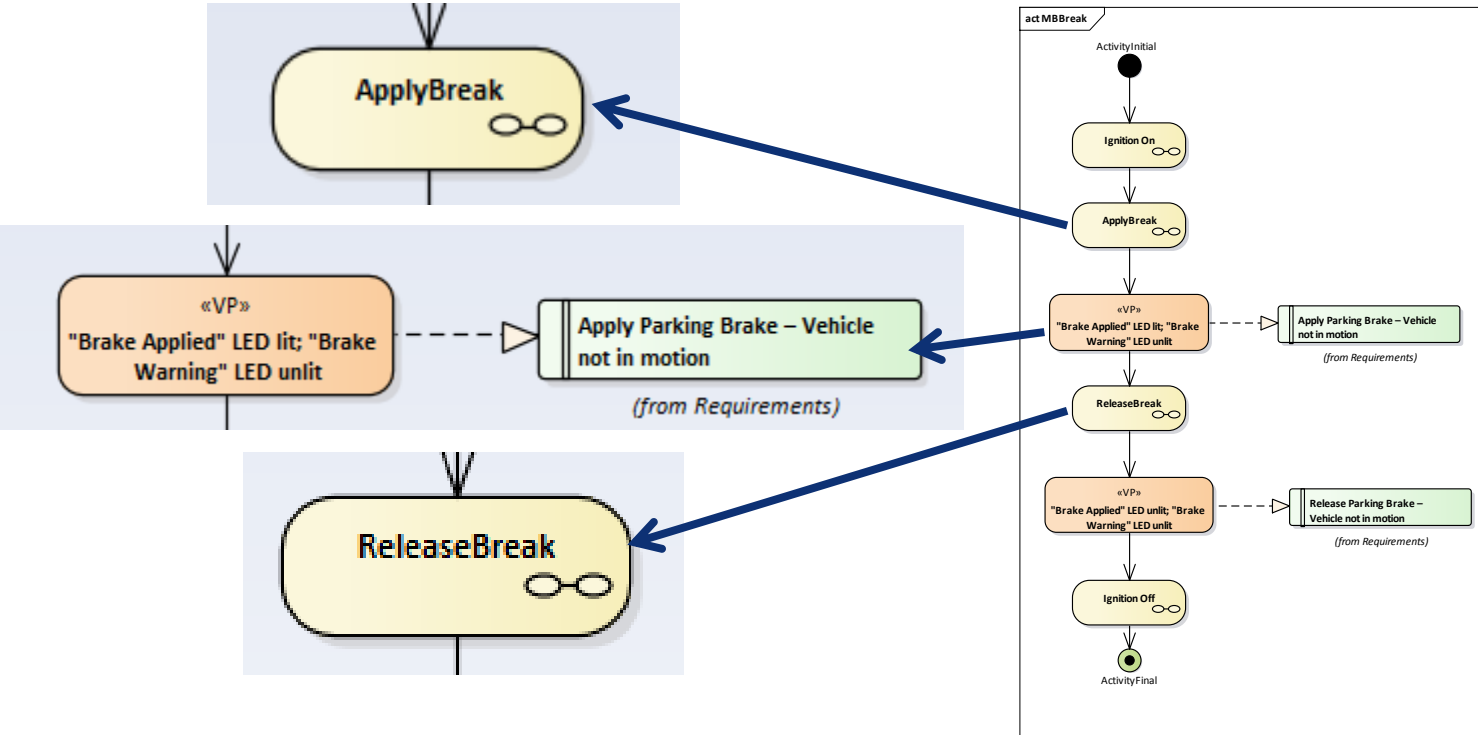 ApplyBreak
«VP»
"Brake Applied" LED lit; "Brake
Warning" LED unlit
Apply Parking Brake – Vehicle
not in motion
(from Requirements)
ReleaseBreak
act MBBreak
ActivityInitial
Ignition On
ApplyBreak
«VP»
"Brake Applied" LED lit; "Brake
Warning" LED unlit
Apply Parking Brake – Vehicle
not in motion
(from Requirements)
ReleaseBreak
«VP»
"Brake Applied" LED unlit; "Brake
Warning" LED unlit
Release Parking Brake –
Vehicle not in motion
(from Requirements)
Ignition Off
ActivityFinal